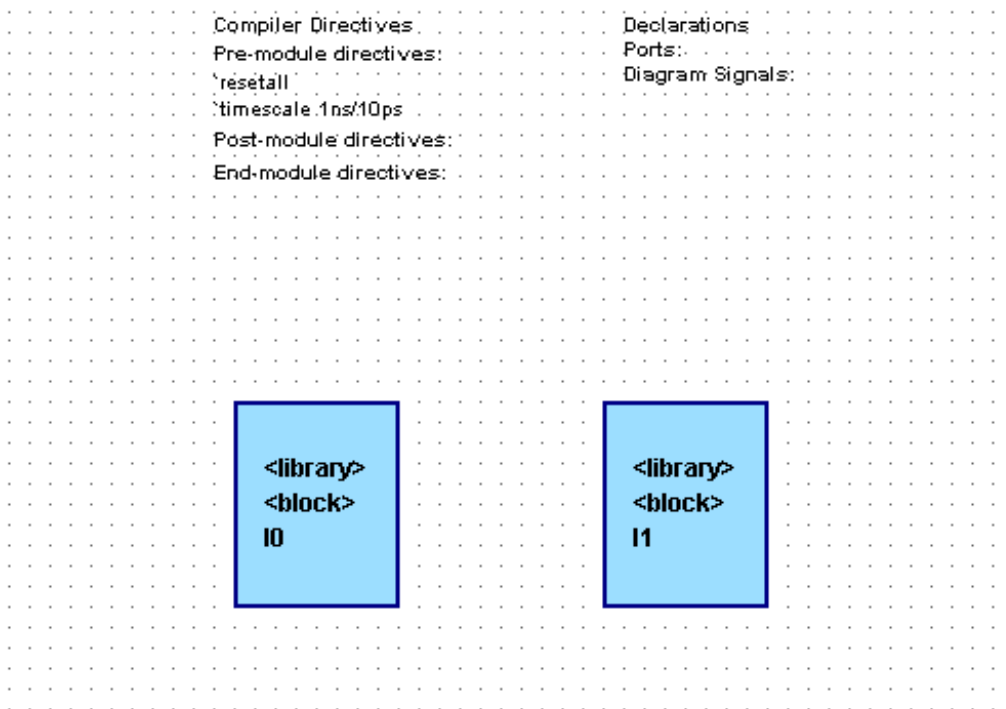 Compiler Directives
Pre-module directives:
`resetall
`timescale 1ns/10ps
Post-module directives:
End-module directives:
Declarations
Ports:
Diagram Signals:
<library>
<block>
I0
<library>
<block>
I1